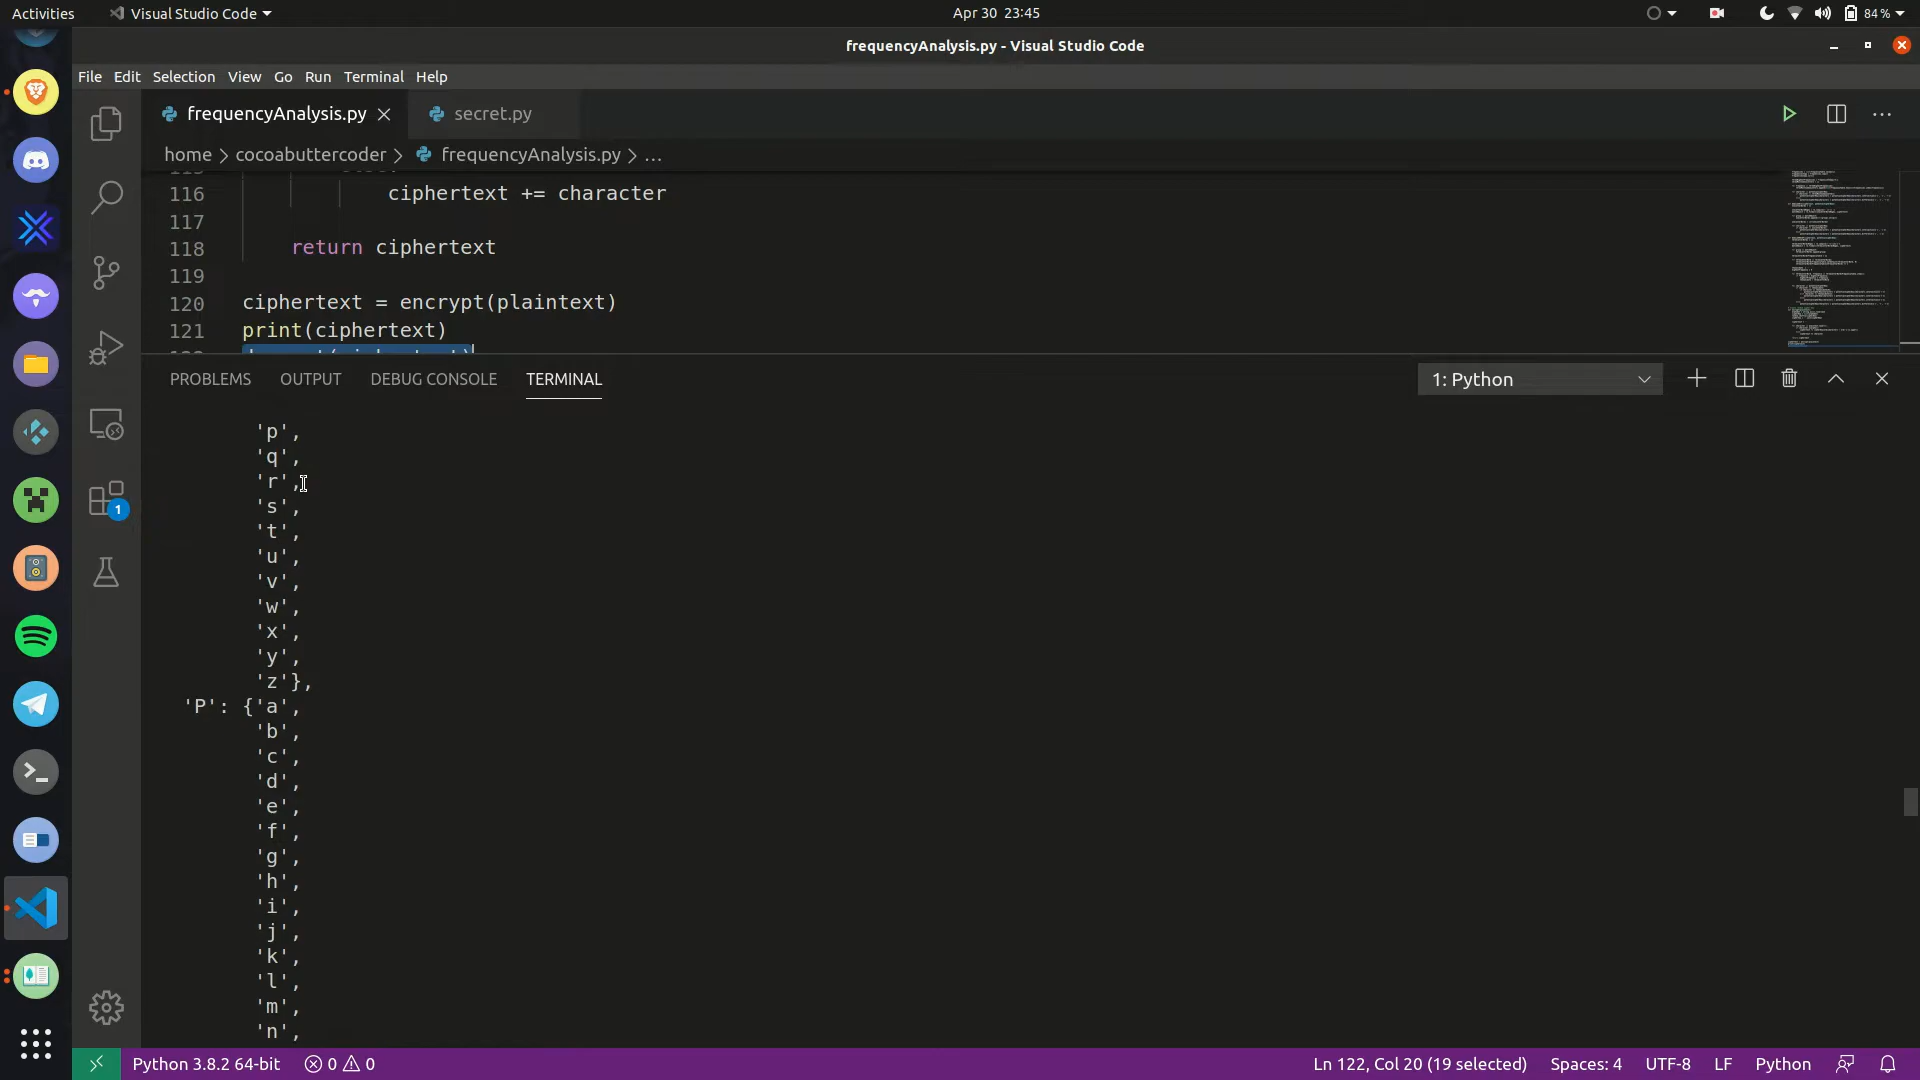 Activities
Visual Studio Code
Apr 30 23:45
84 %
frequencyAnalysis.py - Visual Studio Code
File Edit Selection View Go Run Terminal Help
frequencyAnalysis.py
secret.py
home > cocoabuttercoder > frequencyAnalysis.py > ...
116 ciphertext += character
117
118 return ciphertext
119
120 ciphertext = encrypt(plaintext)
121 print(ciphertext)
PROBLEMS OUTPUT DEBUG CONSOLE TERMINAL
1: Python
'p',
'q',
'r',
's',
't',
'u',
'v',
'w',
'x',
'y',
'z'},
'P': {'a',
'b',
'c',
'd',
'e',
'f',
'g',
'h',
'i',
'j',
'k',
'l',
'm',
'n',
1
Python 3.8.2 64-bit
0
0
Ln 122, Col 20 (19 selected)
Spaces: 4
UTF-8
LF
Python